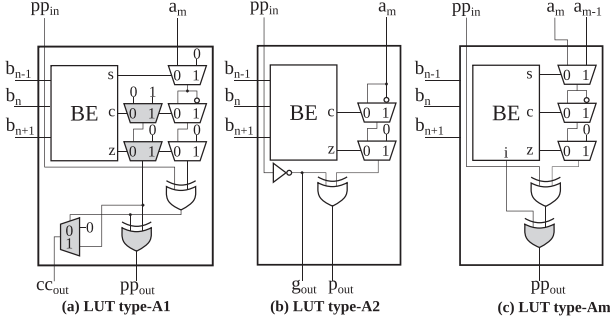 pp_in a_m pp_in a_m pp_in a_m a_m-1
0
b_n-1 s 0 1 b_n-1 b_n-1 s 0 1
0 1
b_n BE c 0 1 0 1 b_n BE c 0 1 b_n BE c 0 1
0 0 0 0
b_n+1 z 0 1 0 1 b_n+1 z 0 1 b_n+1 z 0 1
i
0 0
1
cc_out pp_out g_out p_out pp_out
(a) LUT type-A1 (b) LUT type-A2 (c) LUT type-Am